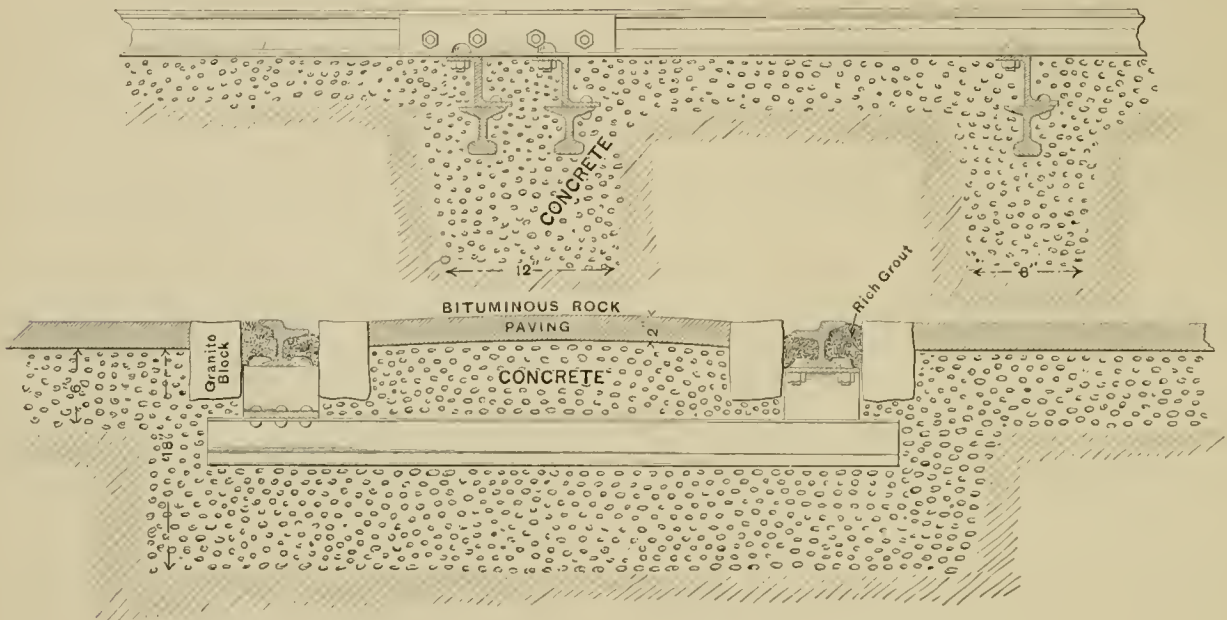 CONCRETE
12"
8"
Rich Grout
BITUMINOUS ROCK
PAVING
2"
Granite
Block
CONCRETE
6"
18"